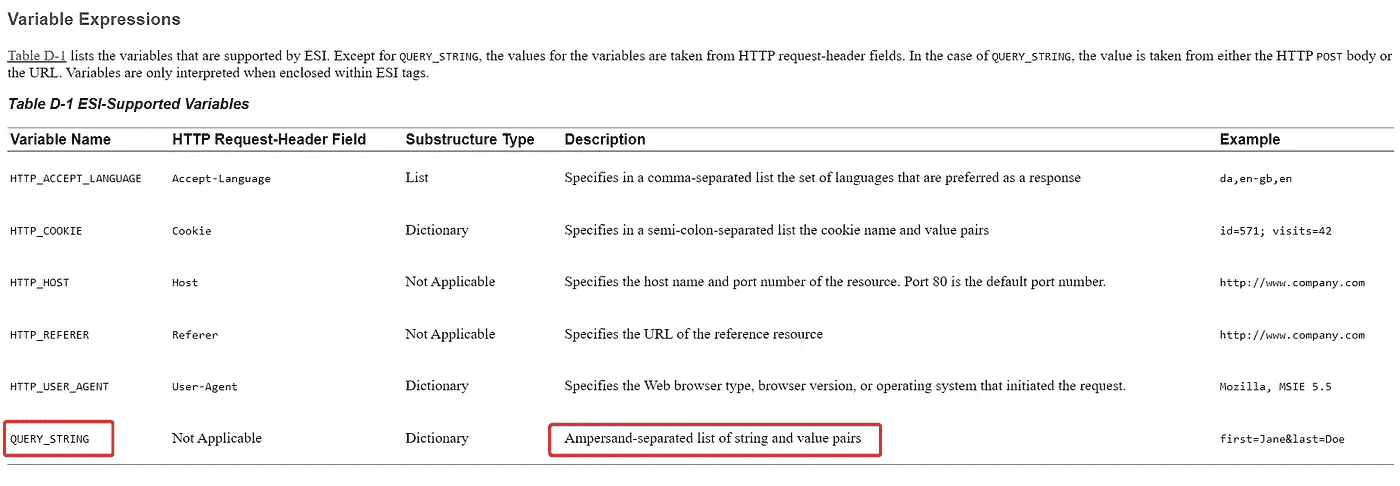 Variable Expressions
Table D-1 lists the variables that are supported by ESI. Except for QUERY_STRING, the values for the variables are taken from HTTP request-header fields. In the case of QUERY_STRING, the value is taken from either the HTTP POST body or
the URL. Variables are only interpreted when enclosed within ESI tags.
Table D-1 ESI-Supported Variables
Variable Name HTTP Request-Header Field Substructure Type Description Example
HTTP_ACCEPT_LANGUAGE Accept-Language List Specifies in a comma-separated list the set of languages that are preferred as a response da,en-gb,en
HTTP_COOKIE Cookie Dictionary Specifies in a semi-colon-separated list the cookie name and value pairs id=571; visits=42
HTTP_HOST Host Not Applicable Specifies the host name and port number of the resource. Port 80 is the default port number. http://www.company.com
HTTP_REFERER Referer Not Applicable Specifies the URL of the reference resource http://www.company.com
HTTP_USER_AGENT User-Agent Dictionary Specifies the Web browser type, browser version, or operating system that initiated the request. Mozilla, MSIE 5.5
QUERY_STRING Not Applicable Dictionary Ampersand-separated list of string and value pairs first=Jane&last=Doe